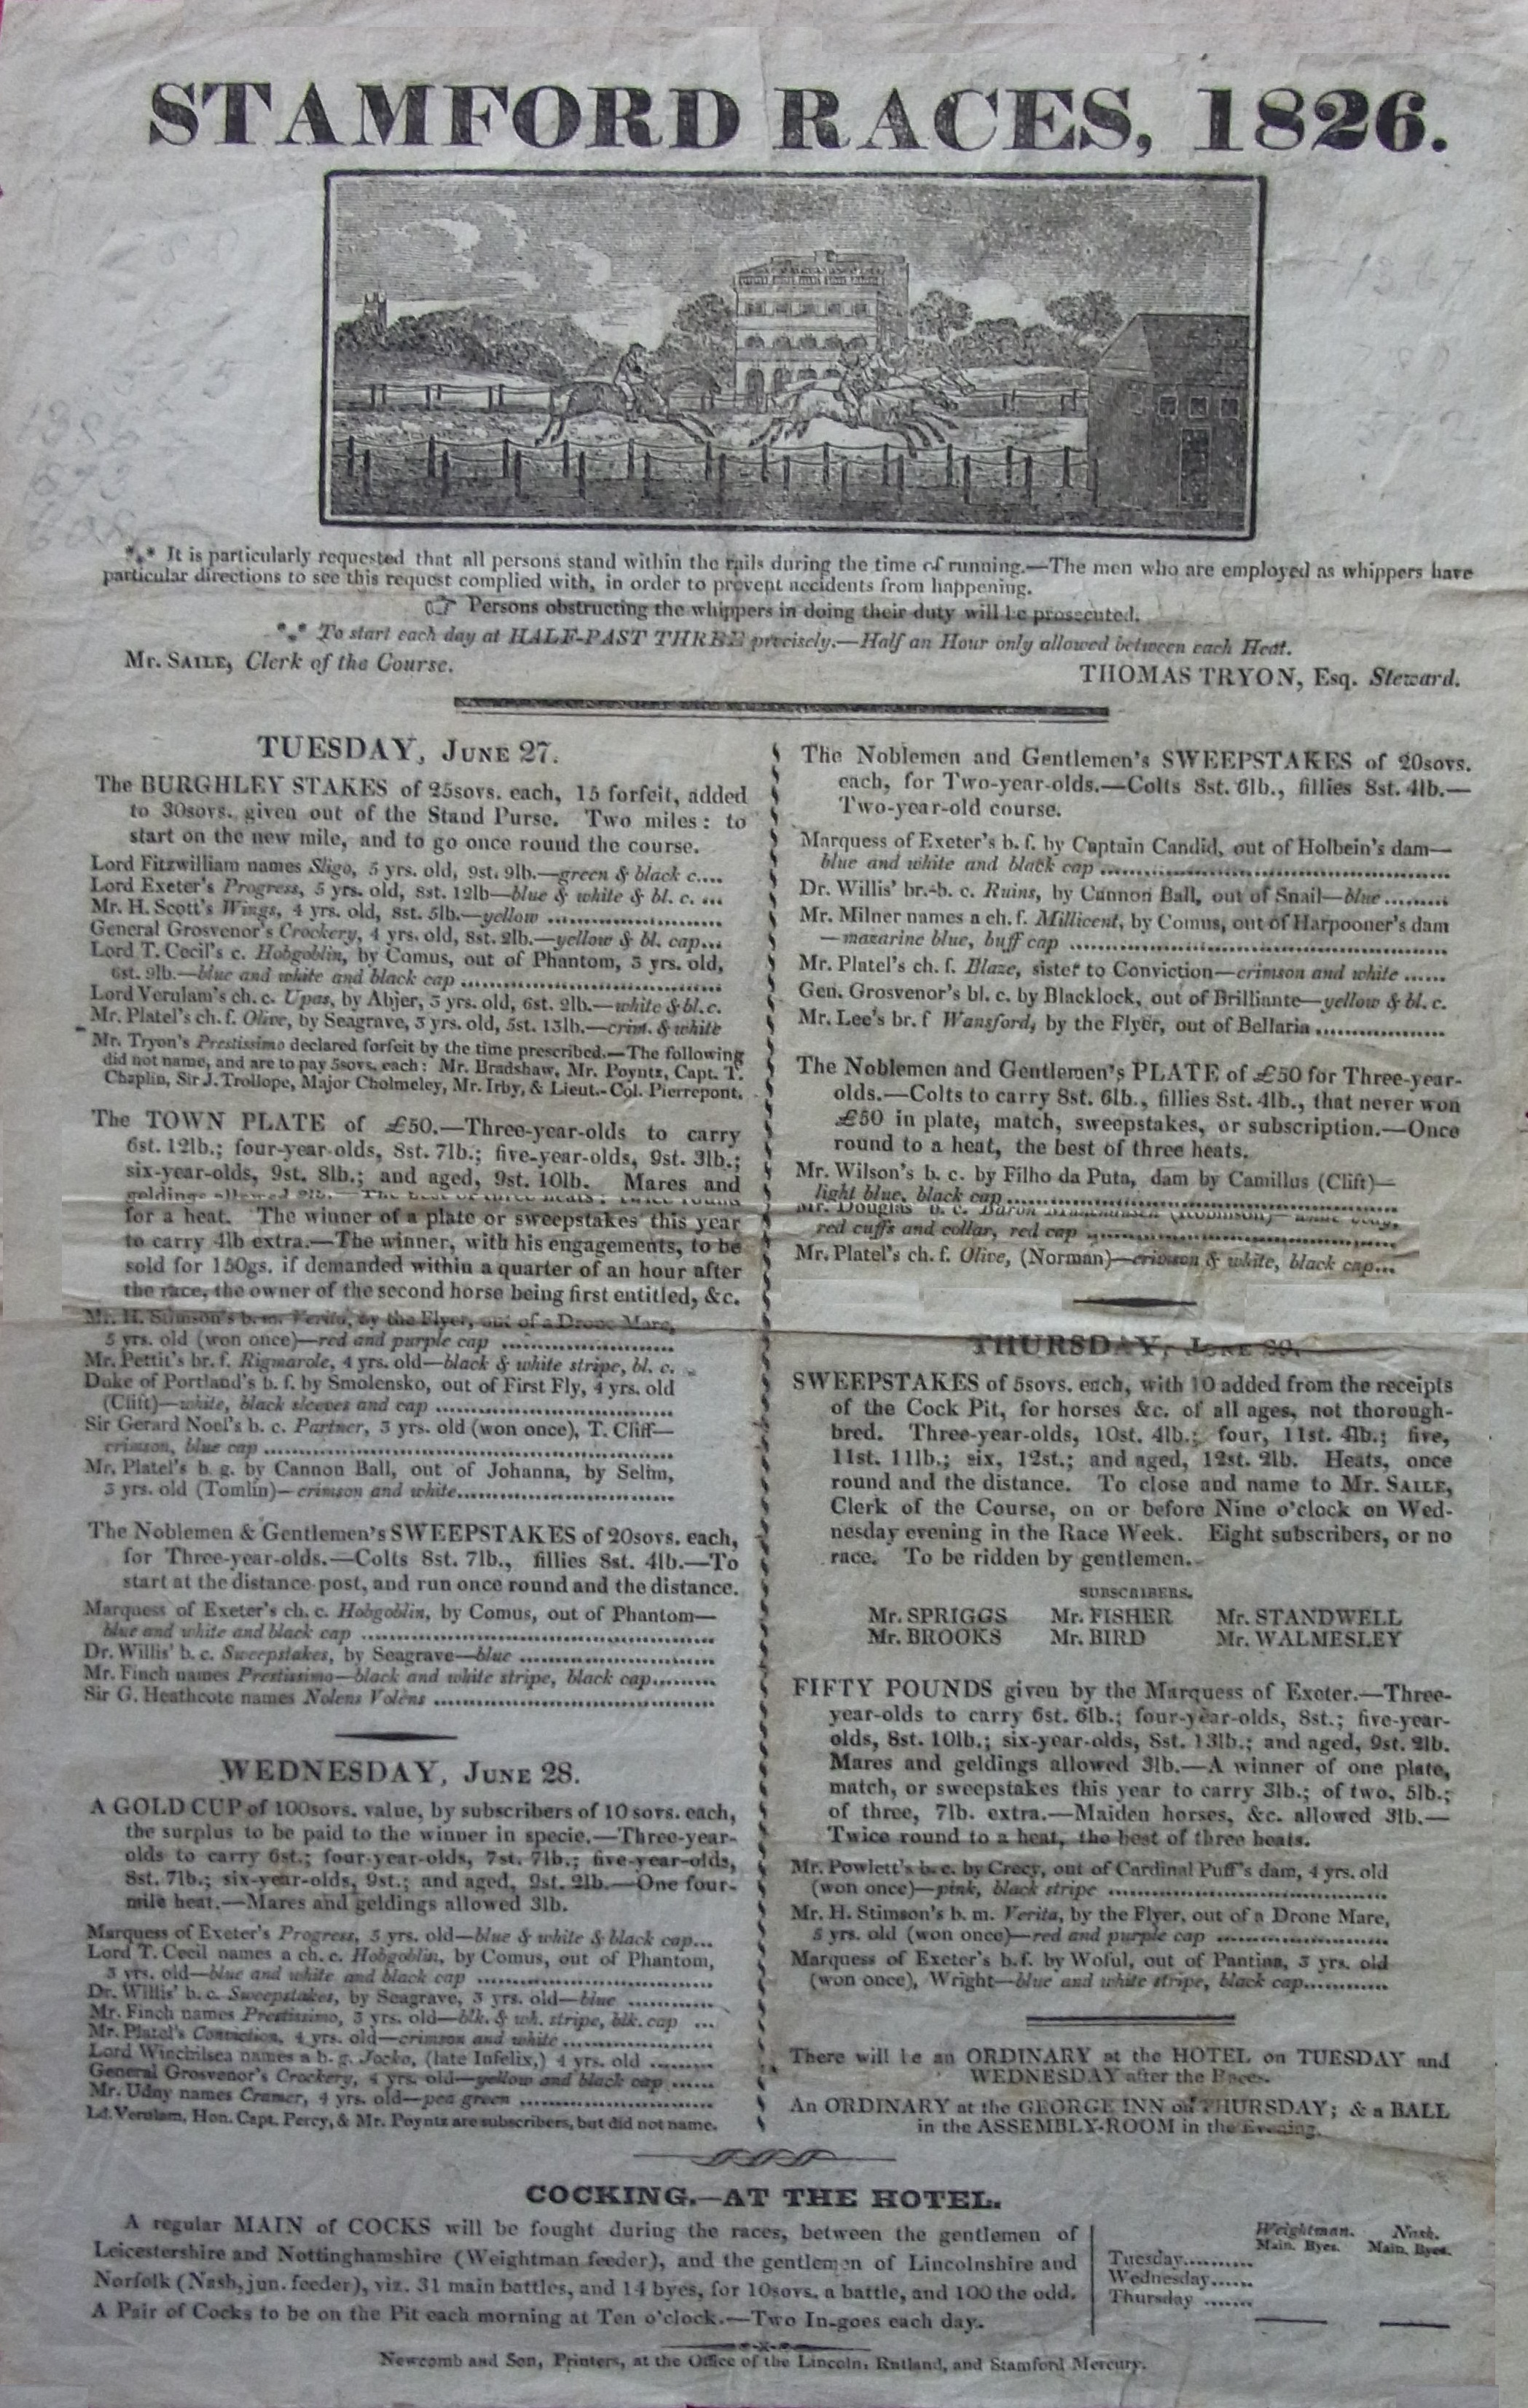 STAMFORD RACES, 1826.
*⁎* It is particularly requested that all persons stand within the rails during the time of running.—The men who are employed as whippers have
particular directions to see this request complied with, in order to prevent accidents from happening.
☞ Persons obstructing the whippers in doing their duty will be prosecuted.
*⁎* To start each day at HALF-PAST THREE precisely.—Half an Hour only allowed between each Heat.
Mr. SAILE, Clerk of the Course.
THOMAS TRYON, Esq. Steward.
TUESDAY, JUNE 27.
The BURGHLEY STAKES of 25sovs. each, 15 forfeit, added
to 30sovs. given out of the Stand Purse. Two miles: to
start on the new mile, and to go once round the course.
Lord Fitzwilliam names Sligo, 5 yrs. old, 9st. 9lb.—green & black c....
Lord Exeter's Progress, 5 yrs. old, 8st. 12lb—blue & white & bl. c. ...
Mr. H. Scott's Wings, 4 yrs. old, 8st. 5lb.—yellow ........................
General Grosvenor's Crockery, 4 yrs. old, 8st. 2lb.—yellow & bl. cap...
Lord T. Cecil's c. Hobgoblin, by Comus, out of Phantom, 3 yrs. old,
6st. 9lb.—blue and white and black cap ........................
Lord Verulam's ch. c. Upas, by Abjer, 3 yrs. old, 6st. 2lb.—white & bl. c.
Mr. Platel's ch. f. Olive, by Seagrave, 3 yrs. old, 5st. 13lb.—crim. & white
Mr. Tryon's Prestissimo declared forfeit by the time prescribed.—The following
did not name, and are to pay 5sovs. each: Mr. Bradshaw, Mr. Poyntz, Capt. T.
Chaplin, Sir J. Trollope, Major Cholmeley, Mr. Irby, & Lieut.-Col. Pierrepont.
The TOWN PLATE of £50.—Three-year-olds to carry
6st. 12lb.; four-year-olds, 8st. 7lb.; five-year-olds, 9st. 3lb.;
six-year-olds, 9st. 8lb.; and aged, 9st. 10lb. Mares and
geldings allowed 2lb.—The best of three heats: twice round
for a heat. The winner of a plate or sweepstakes this year
to carry 4lb extra.—The winner, with his engagements, to be
sold for 150gs. if demanded within a quarter of an hour after
the race, the owner of the second horse being first entitled, &c.
Mr. H. Stimson's b. m. Verita, by the Flyer, out of a Drone Mare,
5 yrs. old (won once)—red and purple cap ........................
Mr. Pettit's br. f. Rigmarole, 4 yrs. old—black & white stripe, bl. c.
Duke of Portland's b. f. by Smolensko, out of First Fly, 4 yrs. old
(Clift)—white, black sleeves and cap ........................
Sir Gerard Noel's b. c. Partner, 3 yrs. old (won once), T. Cliff—
crimson, blue cap ........................
Mr. Platel's b g. by Cannon Ball, out of Johanna, by Selim,
3 yrs. old (Tomlin)—crimson and white........................
The Noblemen & Gentlemen's SWEEPSTAKES of 20sovs. each,
for Three-year-olds.—Colts 8st. 7lb., fillies 8st. 4lb.—To
start at the distance-post, and run once round and the distance.
Marquess of Exeter's ch. c. Hobgoblin, by Comus, out of Phantom—
blue and white and black cap ........................
Dr. Willis' b. c. Sweepstakes, by Seagrave—blue ........................
Mr. Finch names Prestissimo—black and white stripe, black cap.........
Sir G. Heathcote names Nolens Volens ........................
WEDNESDAY, JUNE 28.
A GOLD CUP of 100sovs. value, by subscribers of 10 sovs. each,
the surplus to be paid to the winner in specie.—Three-year-
olds to carry 6st.; four-year-olds, 7st. 7lb.; five-year-olds,
8st. 7lb.; six-year-olds, 9st.; and aged, 9st. 2lb.—One four-
mile heat.—Mares and geldings allowed 3lb.
Marquess of Exeter's Progress, 5 yrs. old—blue & white & black cap...
Lord T. Cecil names a ch. c. Hobgoblin, by Comus, out of Phantom,
3 yrs. old—blue and white and black cap ........................
Dr. Willis' b. c. Sweepstakes, by Seagrave, 3 yrs. old—blue ............
Mr. Finch names Prestissimo, 3 yrs. old—blk. & wh. stripe, blk. cap ...
Mr. Platel's Conviction, 4 yrs. old—crimson and white ..................
Lord Winchilsea names a b. g. Jocko, (late Infelix,) 4 yrs. old .........
General Grosvenor's Crockery, 4 yrs. old—yellow and black cap ......
Mr. Udny names Cramer, 4 yrs. old—pea green ........................
Ld. Verulam, Hon. Capt. Percy, & Mr. Poyntz are subscribers, but did not name.
The Noblemen and Gentlemen's SWEEPSTAKES of 20sovs.
each, for Two-year-olds.—Colts 8st. 6lb., fillies 8st. 4lb.—
Two-year-old course.
Marquess of Exeter's b. f. by Captain Candid, out of Holbein's dam—
blue and white and black cap ........................
Dr. Willis' br.-b. c. Ruins, by Cannon Ball, out of Snail—blue.........
Mr. Milner names a ch. f. Millicent, by Comus, out of Harpooner's dam
—mazarine blue, buff cap ........................
Mr. Platel's ch. f. Blaze, sister to Conviction—crimson and white ......
Gen. Grosvenor's bl. c. by Blacklock, out of Brilliante—yellow & bl. c.
Mr. Lee's br. f Wansford, by the Flyer, out of Bellaria ..................
The Noblemen and Gentlemen's PLATE of £50 for Three-year-
olds.—Colts to carry 8st. 6lb., fillies 8st. 4lb., that never won
£50 in plate, match, sweepstakes, or subscription.—Once
round to a heat, the best of three heats.
Mr. Wilson's b. c. by Filho da Puta, dam by Camillus (Clift)—
light blue, black cap........................
Mr. Douglas' b. c. Baron (Robinson)—
red cuffs and collar, red cap ........................
Mr. Platel's ch. f. Olive, (Norman)—crimson & white, black cap...
THURSDAY, JUNE 29.
SWEEPSTAKES of 5sovs. each, with 10 added from the receipts
of the Cock Pit, for horses &c. of all ages, not thorough-
bred. Three-year-olds, 10st. 4lb.; four, 11st. 4lb.; five,
11st. 11lb.; six, 12st.; and aged, 12st. 2lb. Heats, once
round and the distance. To close and name to Mr. SAILE,
Clerk of the Course, on or before Nine o'clock on Wed-
nesday evening in the Race Week. Eight subscribers, or no
race. To be ridden by gentlemen.
SUBSCRIBERS.
Mr. SPRIGGS Mr. FISHER Mr. STANDWELL
Mr. BROOKS Mr. BIRD Mr. WALMESLEY
FIFTY POUNDS given by the Marquess of Exeter.—Three-
year-olds to carry 6st. 6lb.; four-year-olds, 8st.; five-year-
olds, 8st. 10lb.; six-year-olds, 8st. 13lb.; and aged, 9st. 2lb.
Mares and geldings allowed 3lb.—A winner of one plate,
match, or sweepstakes this year to carry 3lb.; of two, 5lb.;
of three, 7lb. extra.—Maiden horses, &c. allowed 3lb.—
Twice round to a heat, the best of three heats.
Mr. Powlett's b. c. by Crecy, out of Cardinal Puff's dam, 4 yrs. old
(won once)—pink, black stripe ........................
Mr. H. Stimson's b. m. Verita, by the Flyer, out of a Drone Mare,
5 yrs. old (won once)—red and purple cap ........................
Marquess of Exeter's b.f. by Woful, out of Pantina, 3 yrs. old
(won once), Wright—blue and white stripe, black cap............
There will be an ORDINARY at the HOTEL on TUESDAY and
WEDNESDAY after the Races.
An ORDINARY at the GEORGE INN on THURSDAY; & a BALL
in the ASSEMBLY-ROOM in the Evening.
COCKING.—AT THE HOTEL.
A regular MAIN of COCKS will be fought during the races, between the gentlemen of
Leicestershire and Nottinghamshire (Weightman feeder), and the gentlemen of Lincolnshire and
Norfolk (Nash, jun. feeder), viz. 31 main battles, and 14 byes, for 10sovs. a battle, and 100 the odd.
A Pair of Cocks to be on the Pit each morning at Ten o'clock.—Two In-goes each day.
Weightman. Nash.
Main. Byes. Main. Byes.
Tuesday..........
Wednesday......
Thursday .......
Newcomb and Son, Printers, at the Office of the Lincoln, Rutland, and Stamford Mercury.